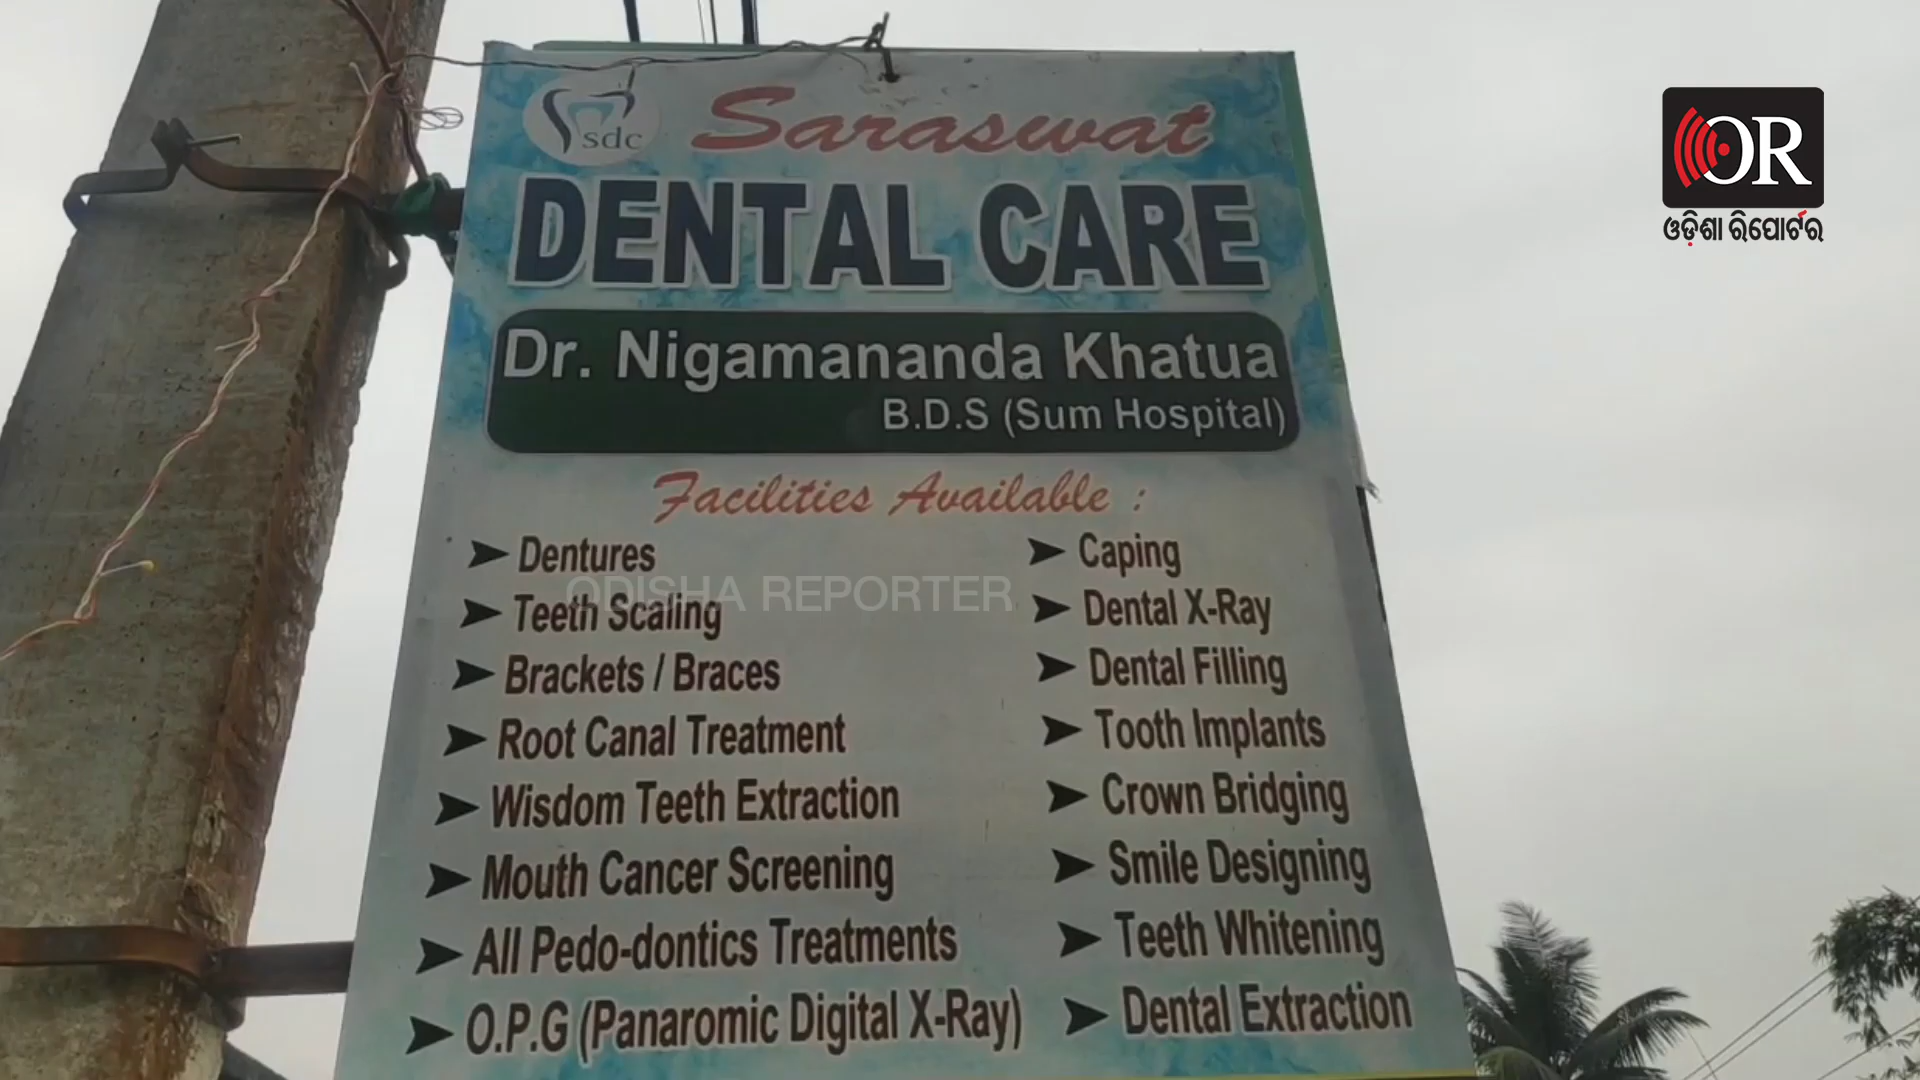 sdc
Saraswat
DENTAL CARE
Dr. Nigamananda Khatua
B.D.S (Sum Hospital)
Facilities Available :
Dentures
Teeth Scaling
Brackets / Braces
Root Canal Treatment
Wisdom Teeth Extraction
Mouth Cancer Screening
All Pedo-dontics Treatments
O.P.G (Panaromic Digital X-Ray)
Caping
Dental X-Ray
Dental Filling
Tooth Implants
Crown Bridging
Smile Designing
Teeth Whitening
Dental Extraction
ODISHA REPORTER
OR
ଓଡ଼ିଶା ରିପୋର୍ଟର